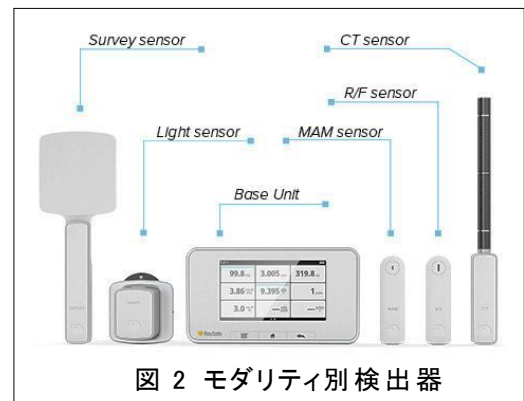 Survey sensor
CT sensor
R/F sensor
Light sensor
MAM sensor
Base Unit
99.8
3.005
319.8
3.86
9.395
1
3.0
RaySafe
図 2 モダリティ別検出器